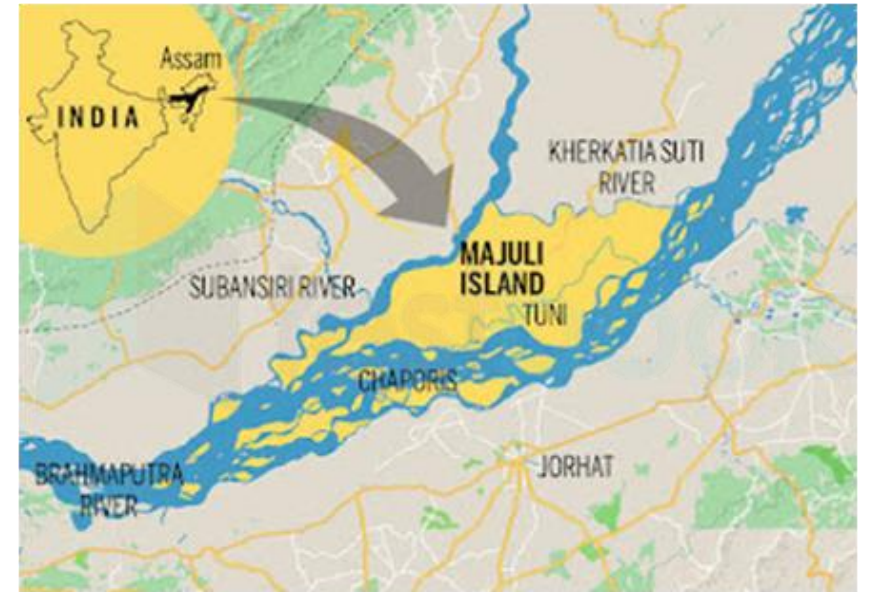 Assam
INDIA
KHERKATIA SUTI
RIVER
MAJULI
ISLAND
SUBANSIRI RIVER
TUNI
CHAPORIS
JORHAT
BRAHMAPUTRA
RIVER